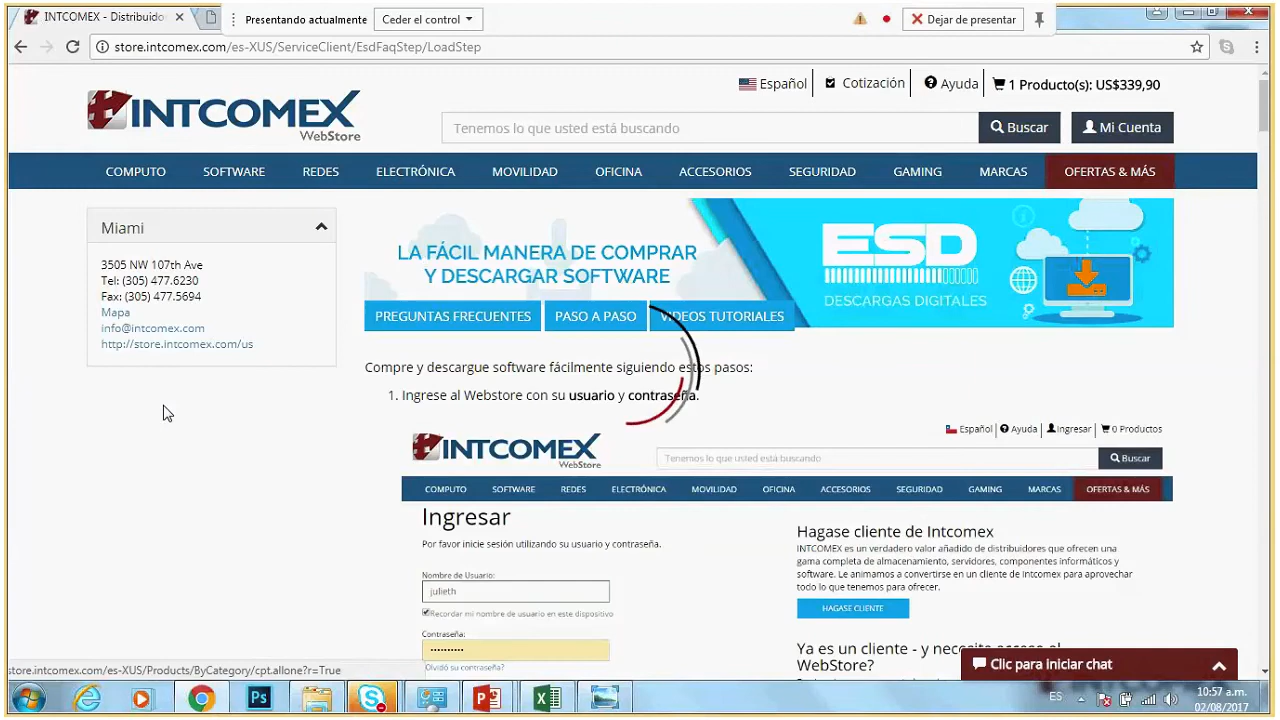 INTCOMEX - Distribuido
Presentando actualmente
Ceder el control
Dejar de presentar
store.intcomex.com/es-XUS/ServiceClient/EsdFaqStep/LoadStep
Español
Cotización
Ayuda
1 Producto(s): US$339,90
INTCOMEX
WebStore
Tenemos lo que usted está buscando
Buscar
Mi Cuenta
COMPUTO SOFTWARE REDES ELECTRÓNICA MOVILIDAD OFICINA ACCESORIOS SEGURIDAD GAMING MARCAS OFERTAS & MÁS
Miami
3505 NW 107th Ave
Tel: (305) 477.6230
Fax: (305) 477.5694
Mapa
info@intcomex.com
http://store.intcomex.com/us
LA FÁCIL MANERA DE COMPRAR
Y DESCARGAR SOFTWARE
ESD
DESCARGAS DIGITALES
PREGUNTAS FRECUENTES
PASO A PASO
VIDEOS TUTORIALES
Compre y descargue software fácilmente siguiendo estos pasos:
1. Ingrese al Webstore con su usuario y contraseña.
INTCOMEX
WebStore
Español
Ayuda
Ingresar
0 Productos
Tenemos lo que usted está buscando
Buscar
COMPUTO SOFTWARE REDES ELECTRÓNICA MOVILIDAD OFICINA ACCESORIOS SEGURIDAD GAMING MARCAS OFERTAS & MÁS
Ingresar
Por favor inicie sesión utilizando su usuario y contraseña.
Nombre de Usuario:
julieth
Recordar mi nombre de usuario en este dispositivo
Contraseña:
••••••••••
Olvidó su contraseña?
Hagase cliente de Intcomex
INTCOMEX es un verdadero valor añadido de distribuidores que ofrecen una
gama completa de almacenamiento, servidores, componentes informáticos y
software. Le animamos a convertirse en un cliente de Intcomex para aprovechar
todo lo que tenemos para ofrecer.
HAGASE CLIENTE
Ya es un cliente - y necesita acceso al
WebStore?
Clic para iniciar chat
store.intcomex.com/es-XUS/Products/ByCategory/cpt.allone?r=True
Ps
ES
10:57 a.m.
02/08/2017